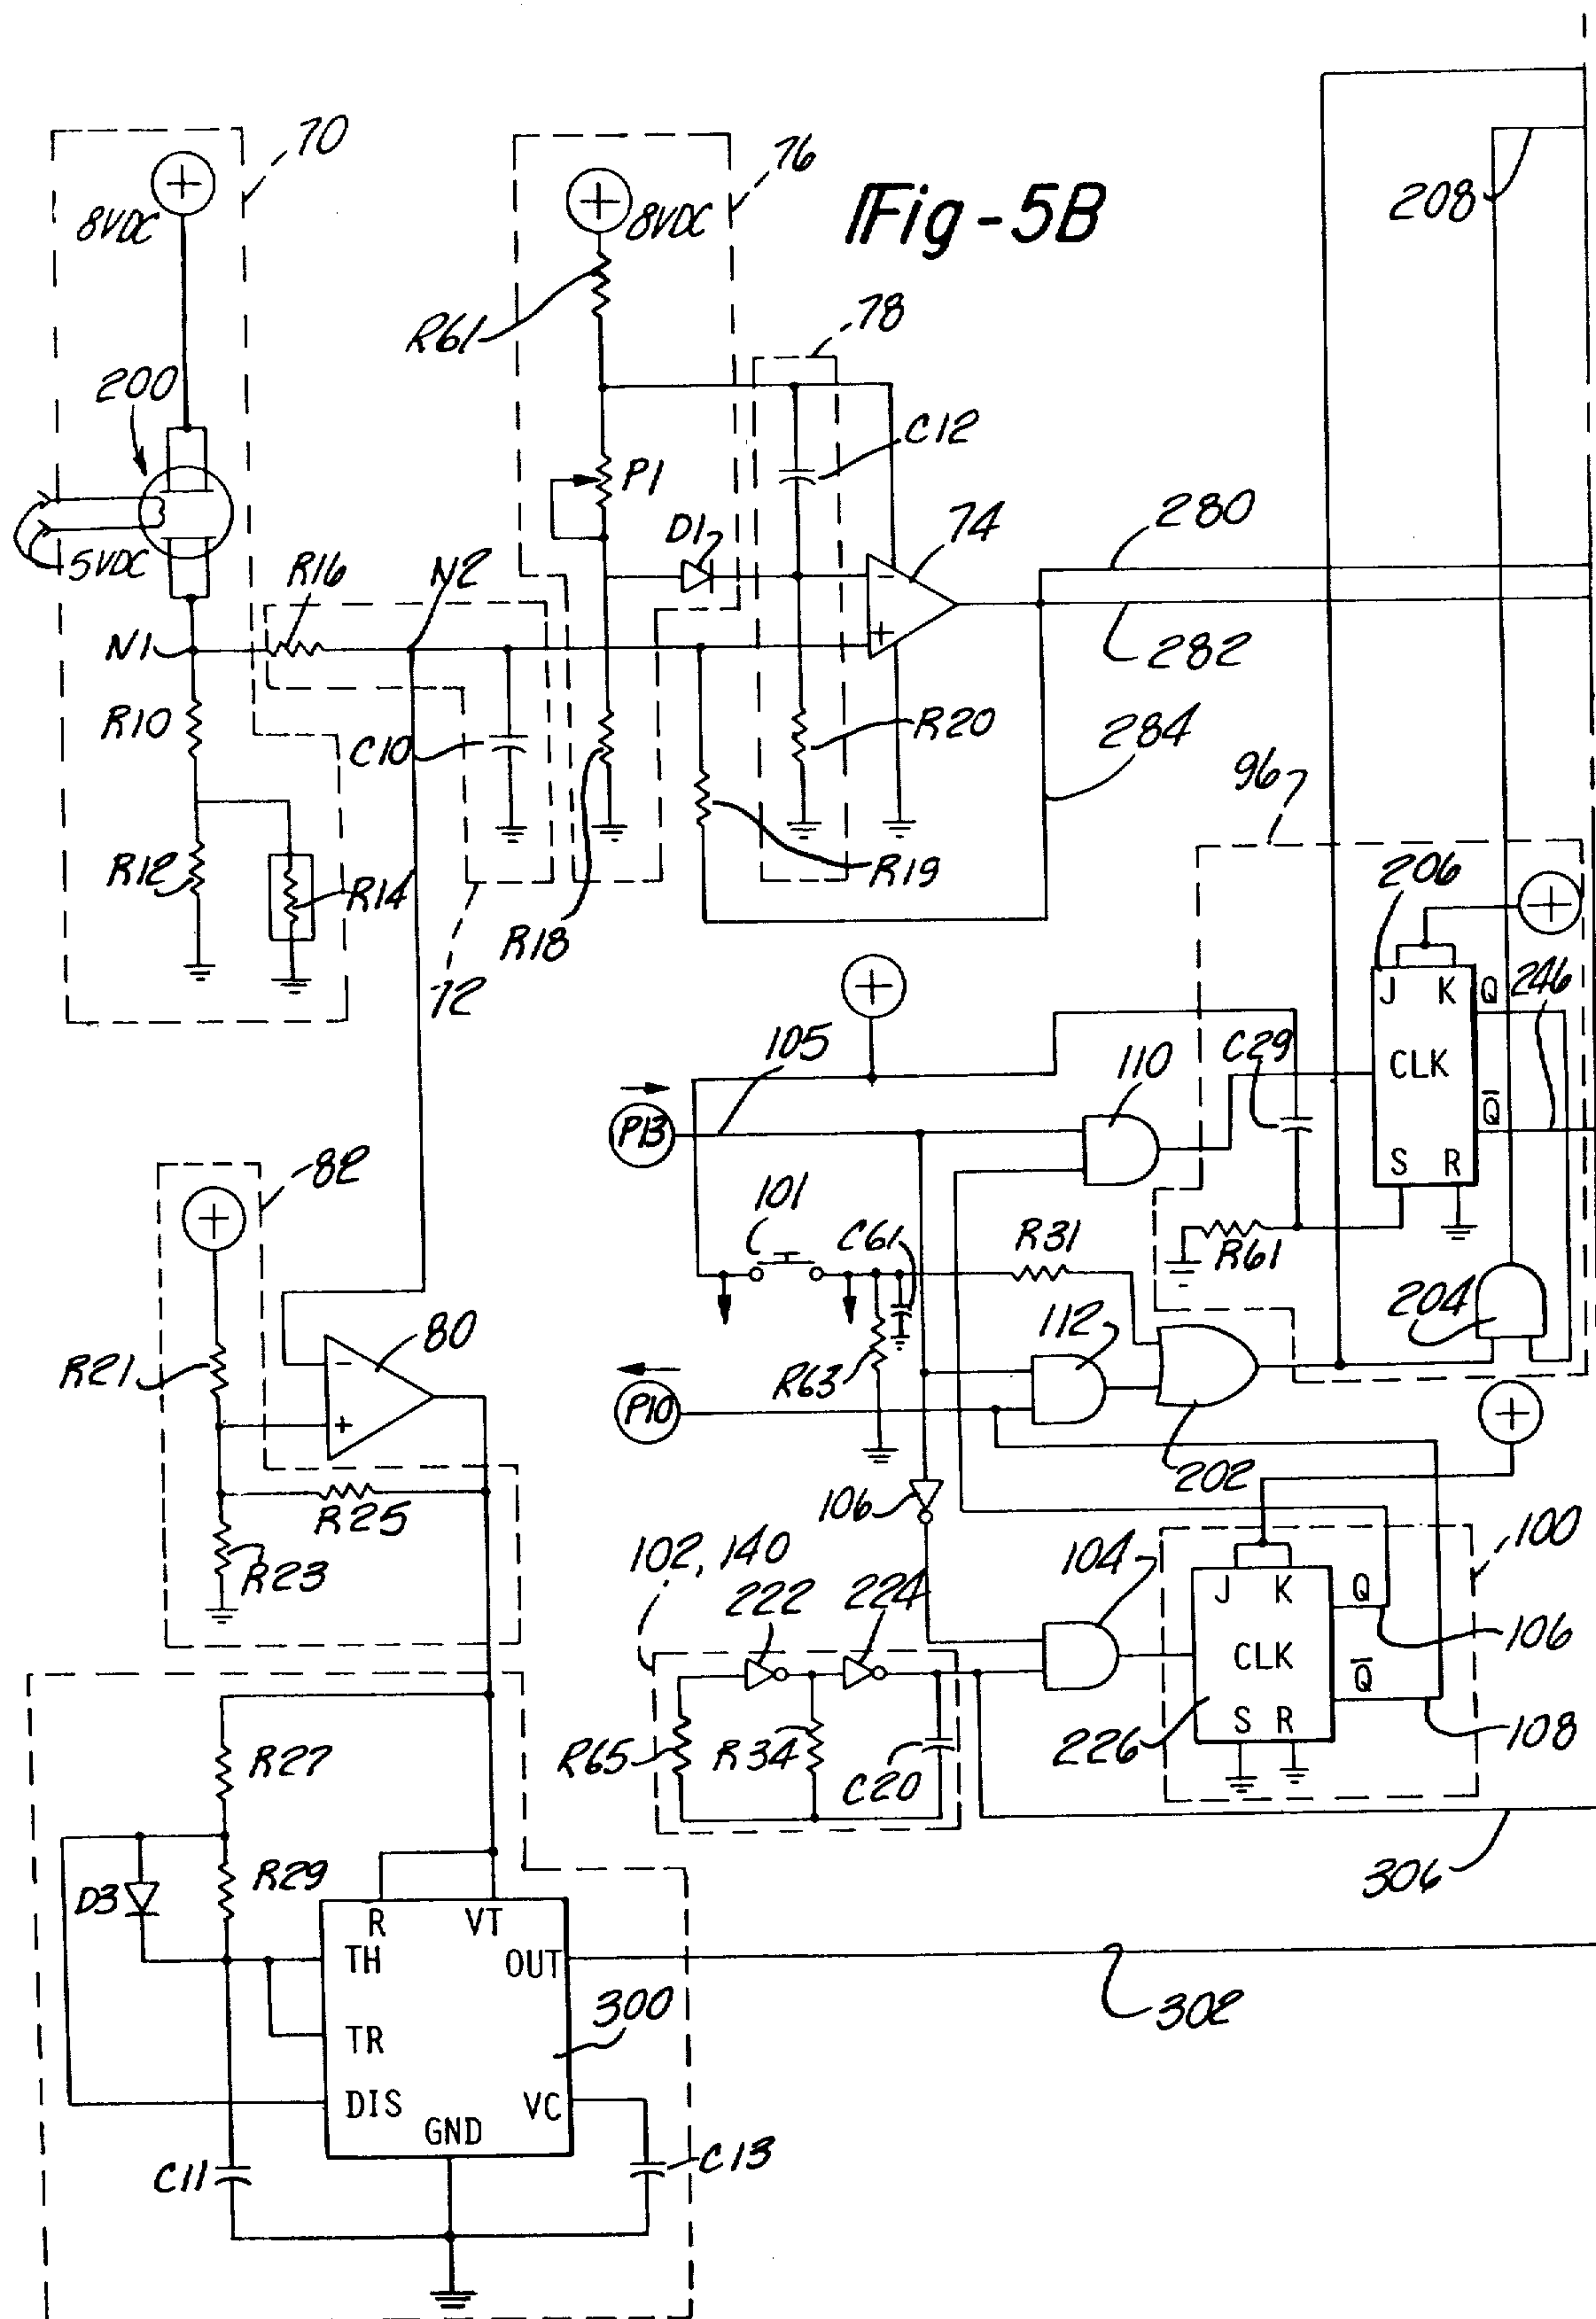 Fig-5B
70
76
208
8VDC
8VDC
R61
78
200
C12
P1
D1
74
280
5VDC
R16
N2
N1
-
+
282
R10
C10
R20
284
96
R12
R14
R19
206
R18
72
J K Q
246
105
C29
110
CLK
P13
Q̄
82
S R
101
C61
R31
R61
204
80
112
R21
-
R63
P10
+
202
R25
106
R23
102, 140
104
100
222
224
J K Q
106
CLK
Q̄
R65
R34
C20
226
S R
108
R27
306
D3
R29
R VT
TH
OUT
300
302
TR
DIS
VC
GND
C11
C13